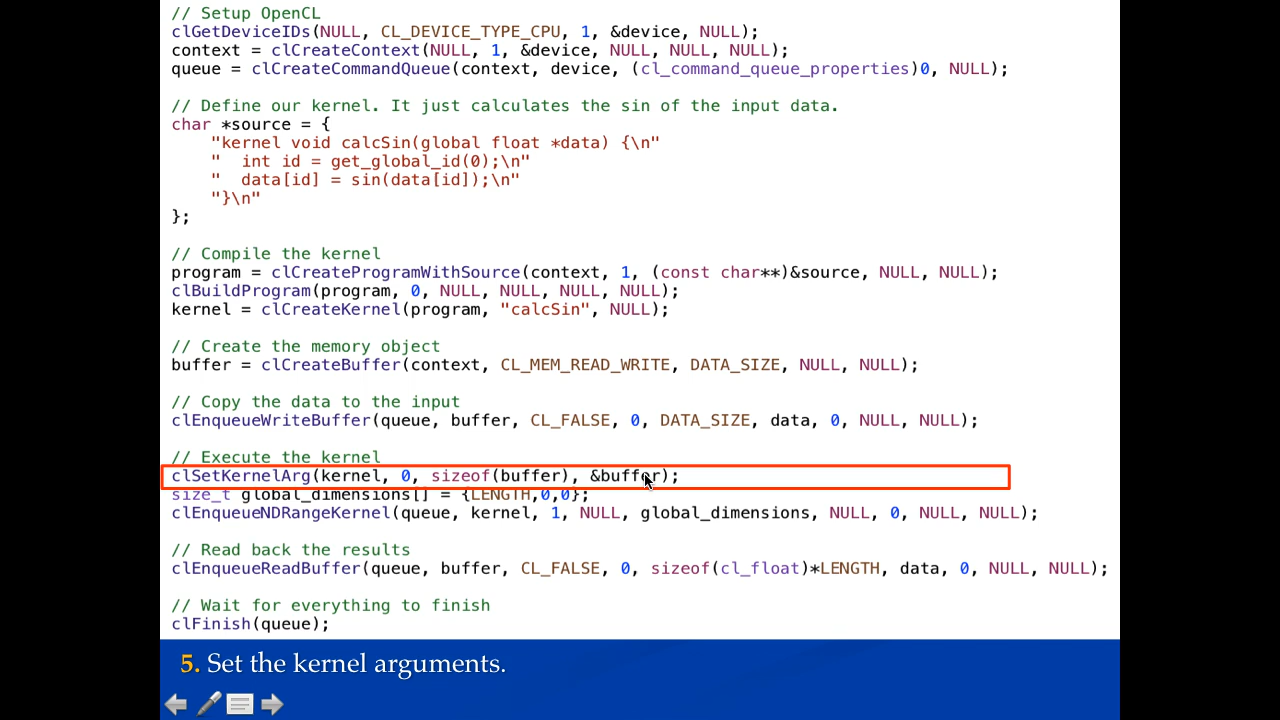 // Setup OpenCL
clGetDeviceIDs(NULL, CL_DEVICE_TYPE_CPU, 1, &device, NULL);
context = clCreateContext(NULL, 1, &device, NULL, NULL, NULL);
queue = clCreateCommandQueue(context, device, (cl_command_queue_properties)0, NULL);
// Define our kernel. It just calculates the sin of the input data.
char *source = {
"kernel void calcSin(global float *data) {\n"
"  int id = get_global_id(0);\n"
"  data[id] = sin(data[id]);\n"
"}\n"
};
// Compile the kernel
program = clCreateProgramWithSource(context, 1, (const char**)&source, NULL, NULL);
clBuildProgram(program, 0, NULL, NULL, NULL, NULL);
kernel = clCreateKernel(program, "calcSin", NULL);
// Create the memory object
buffer = clCreateBuffer(context, CL_MEM_READ_WRITE, DATA_SIZE, NULL, NULL);
// Copy the data to the input
clEnqueueWriteBuffer(queue, buffer, CL_FALSE, 0, DATA_SIZE, data, 0, NULL, NULL);
// Execute the kernel
clSetKernelArg(kernel, 0, sizeof(buffer), &buffer);
size_t global_dimensions[] = {LENGTH,0,0};
clEnqueueNDRangeKernel(queue, kernel, 1, NULL, global_dimensions, NULL, 0, NULL, NULL);
// Read back the results
clEnqueueReadBuffer(queue, buffer, CL_FALSE, 0, sizeof(cl_float)*LENGTH, data, 0, NULL, NULL);
// Wait for everything to finish
clFinish(queue);
5. Set the kernel arguments.